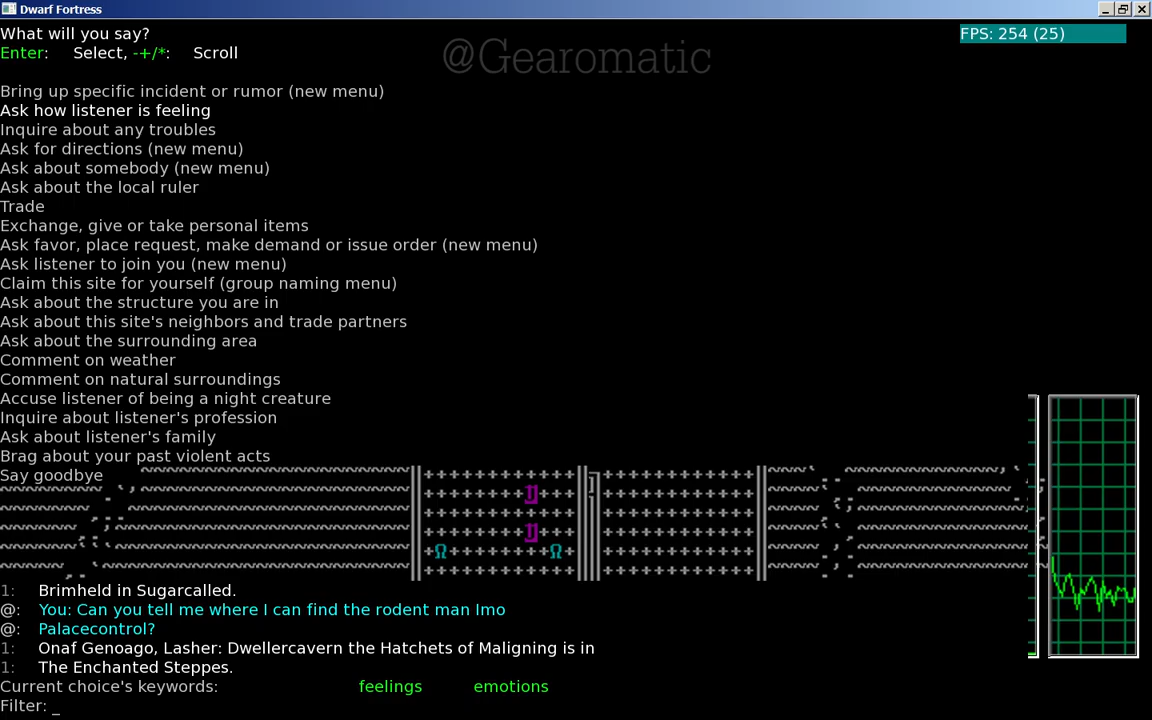 Dwarf Fortress
What will you say?
FPS: 254 (25)
Enter: Select, -+/*: Scroll
@Gearomatic
Bring up specific incident or rumor (new menu)
Ask how listener is feeling
Inquire about any troubles
Ask for directions (new menu)
Ask about somebody (new menu)
Ask about the local ruler
Trade
Exchange, give or take personal items
Ask favor, place request, make demand or issue order (new menu)
Ask listener to join you (new menu)
Claim this site for yourself (group naming menu)
Ask about the structure you are in
Ask about this site's neighbors and trade partners
Ask about the surrounding area
Comment on weather
Comment on natural surroundings
Accuse listener of being a night creature
Inquire about listener's profession
Ask about listener's family
Brag about your past violent acts
Say goodbye
1: Brimheld in Sugarcalled.
@: You: Can you tell me where I can find the rodent man Imo
@: Palacecontrol?
1: Onaf Genoago, Lasher: Dwellercavern the Hatchets of Maligning is in
1: The Enchanted Steppes.
Current choice's keywords: feelings emotions
Filter: _